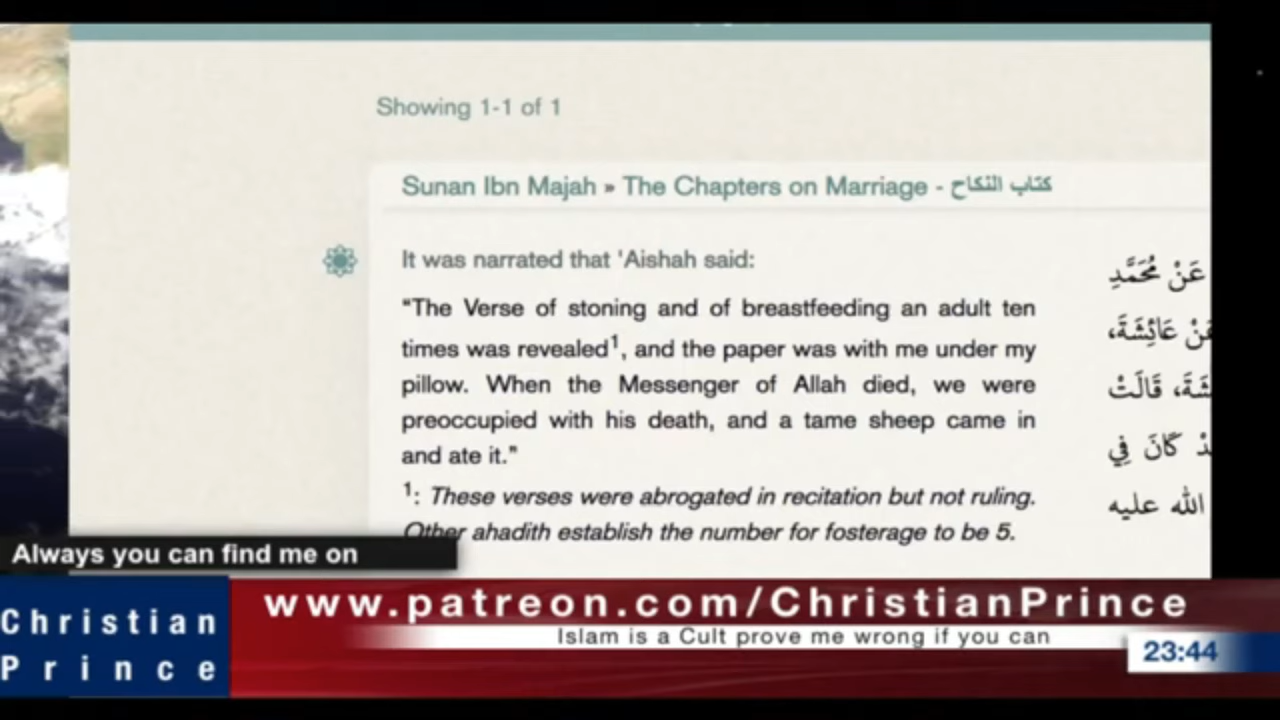 Showing 1-1 of 1
Sunan Ibn Majah » The Chapters on Marriage - كتاب النكاح
It was narrated that 'Aishah said:
"The Verse of stoning and of breastfeeding an adult ten
times was revealed¹, and the paper was with me under my
pillow. When the Messenger of Allah died, we were
preoccupied with his death, and a tame sheep came in
and ate it."
¹: These verses were abrogated in recitation but not ruling.
Other ahadith establish the number for fosterage to be 5.
عَنْ مُحَمَّدِ
عَنْ عَائِشَةَ،
قَالَتْ
كَانَ فِي
الله عليه
Always you can find me on
Christian
Prince
www.patreon.com/ChristianPrince
Islam is a Cult prove me wrong if you can
23:44